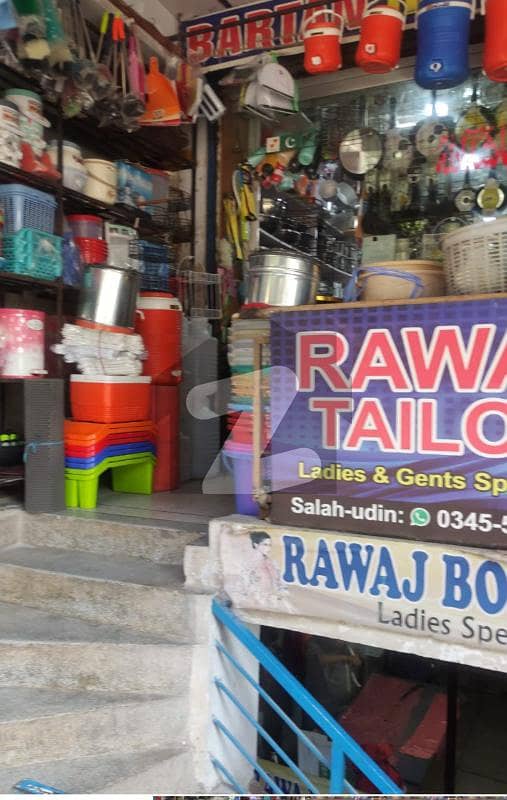 BARTAN
RAWA
TAILO
Ladies & Gents Sp
Salah-udin: 0345-5
RAWAJ BO
Ladies Spe